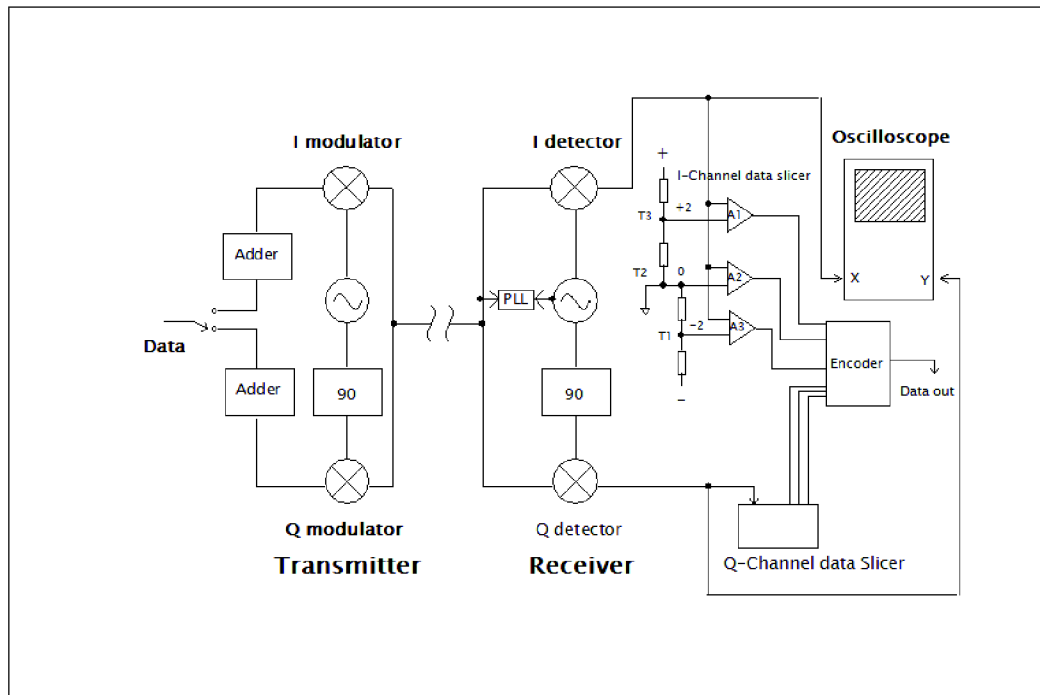 I modulator
I detector
Oscilloscope
+
I-Channel data slicer
T3
+2
A1
Adder
T2
0
A2
X
Y
PLL
Data
T1
-2
A3
Encoder
Data out
Adder
90
90
-
Q modulator
Q detector
Transmitter
Receiver
Q-Channel data Slicer